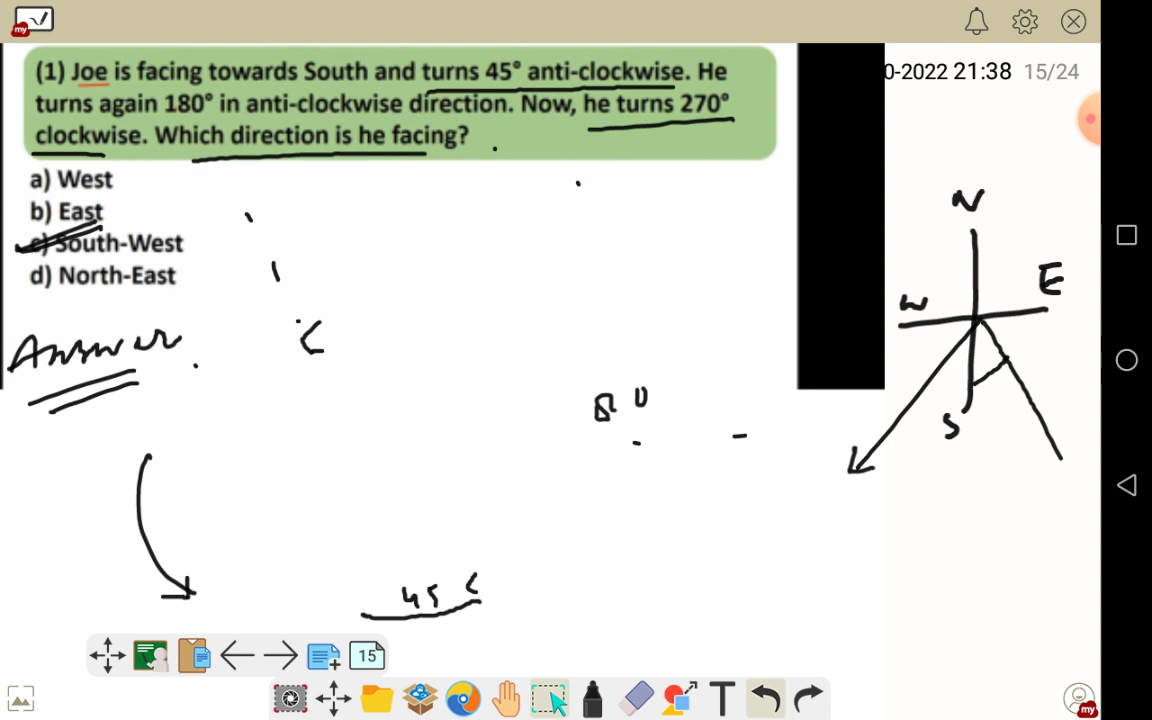 0-2022 21:38 15/24
(1) Joe is facing towards South and turns 45° anti-clockwise. He
turns again 180° in anti-clockwise direction. Now, he turns 270°
clockwise. Which direction is he facing?
a) West
b) East
c) South-West
d) North-East
Answer
N
W E
S
45
15
T
my
my